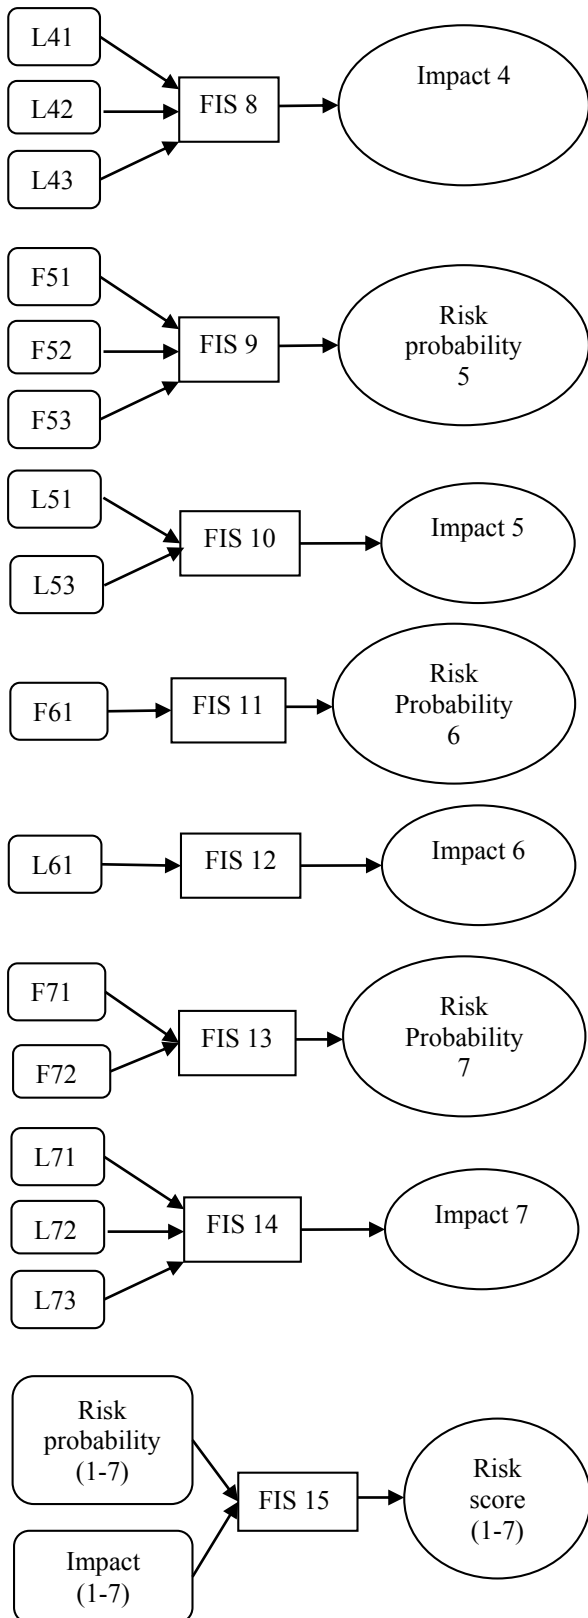 L41
L42
L43
FIS 8
Impact 4
F51
F52
F53
FIS 9
Risk
probability
5
L51
L53
FIS 10
Impact 5
F61
FIS 11
Risk
Probability
6
L61
FIS 12
Impact 6
F71
F72
FIS 13
Risk
Probability
7
L71
L72
L73
FIS 14
Impact 7
Risk
probability
(1-7)
Impact
(1-7)
FIS 15
Risk
score
(1-7)